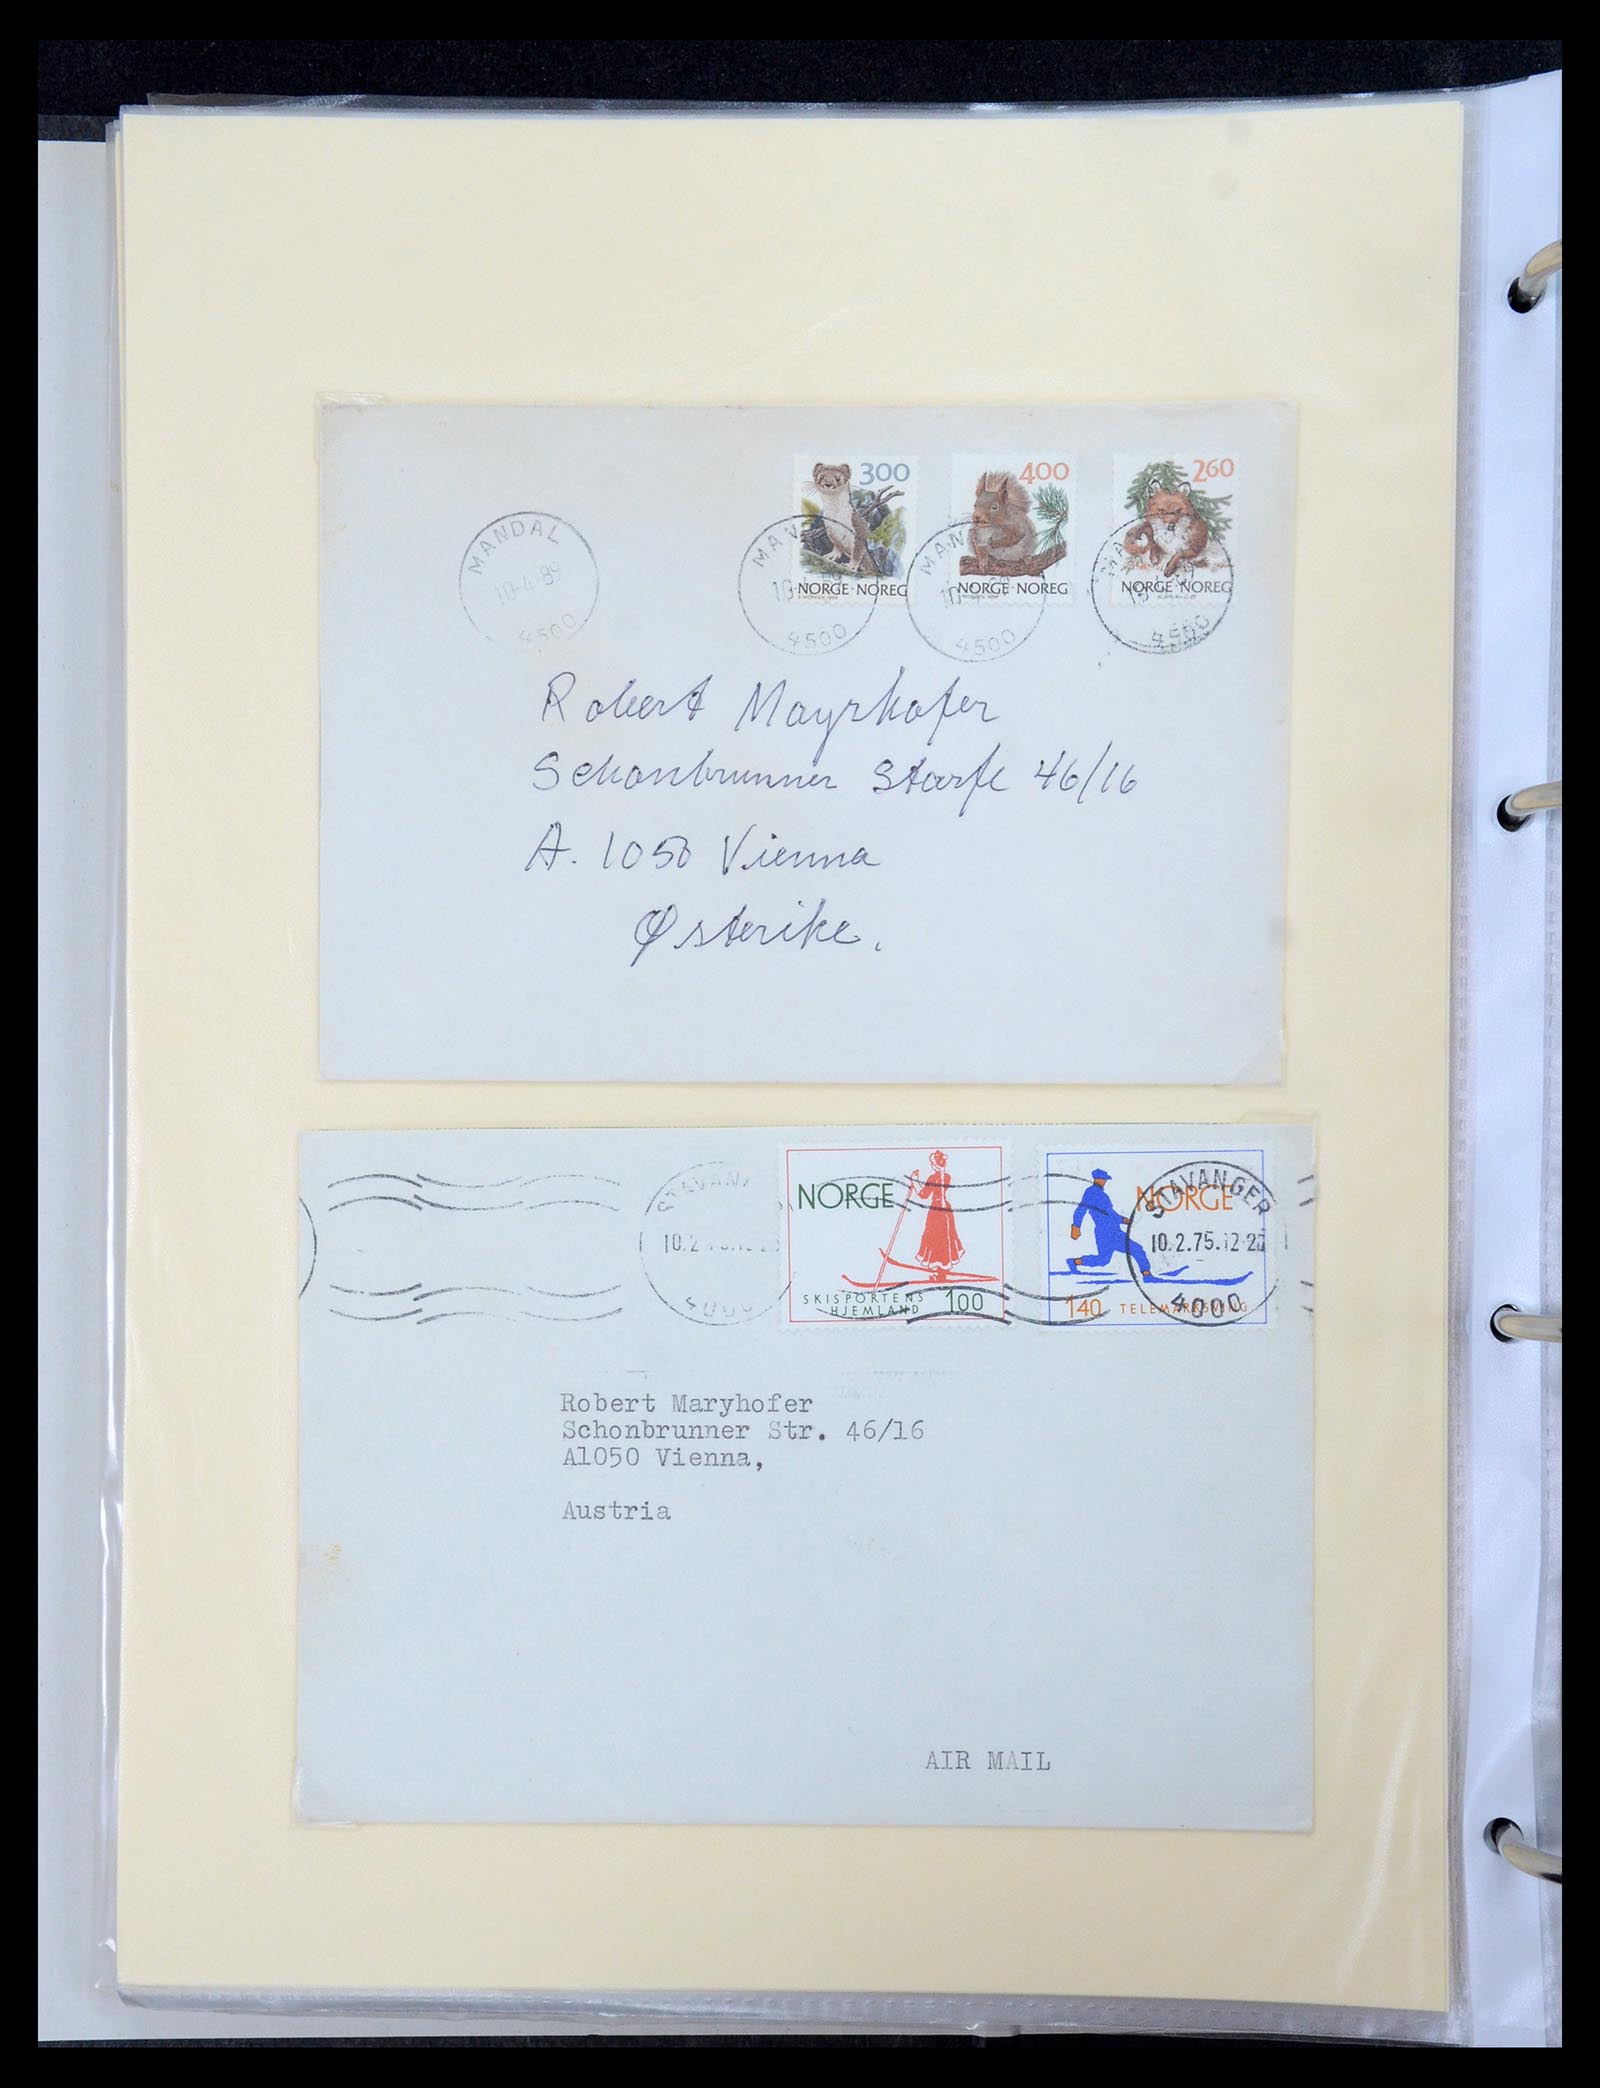 300
400
260
MANDAL
10-4-89
4500
NORGE·NOREG
4500
NORGE·NOREG
4500
NORGE·NOREG
4500
Robert Mayrhofer
Schonbrunner Starfe 46/16
A. 1050 Vienna
Østerike.
NORGE
SKISPORTENS
HJEMLAND 100
NORGE
140 TELEMARKSVING
STAVANGER
10.2.75.12-20
4000
Robert Maryhofer
Schonbrunner Str. 46/16
A1050 Vienna,
Austria
AIR MAIL